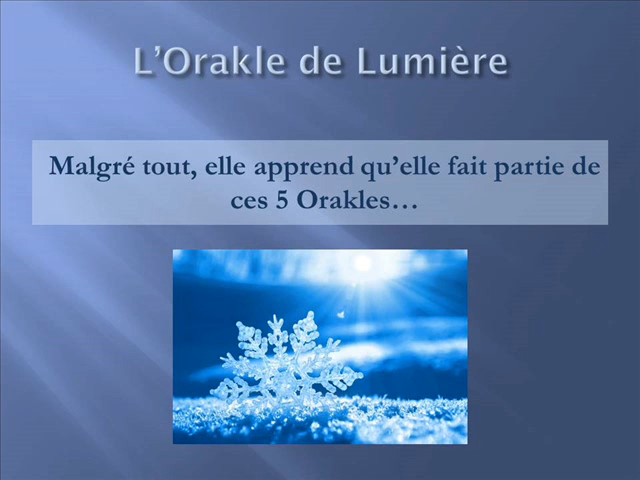 L’Orakle de Lumière
Malgré tout, elle apprend qu’elle fait partie de
ces 5 Orakles…